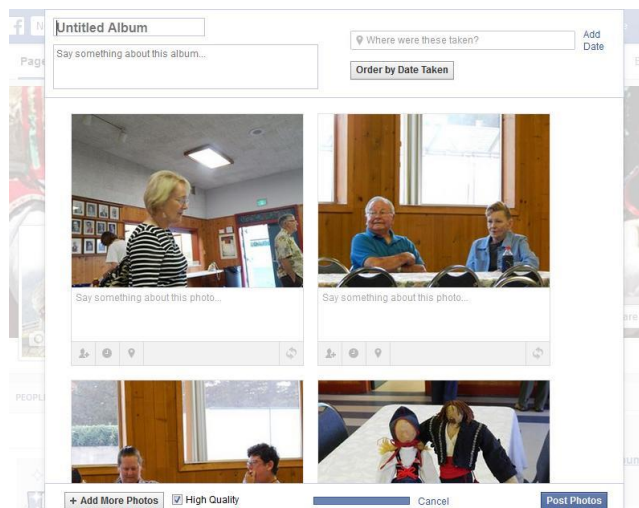 Untitled Album
Say something about this album...
Where were these taken?
Add
Date
Order by Date Taken
Say something about this photo...
Say something about this photo...
+ Add More Photos
High Quality
Cancel
Post Photos